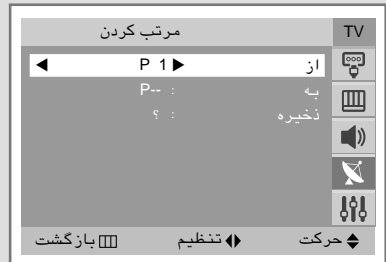 TV مرتب کردن
از ◀ P 1 ▶
به : P--
ذخیره : ؟
حرکت تنظیم بازگشت